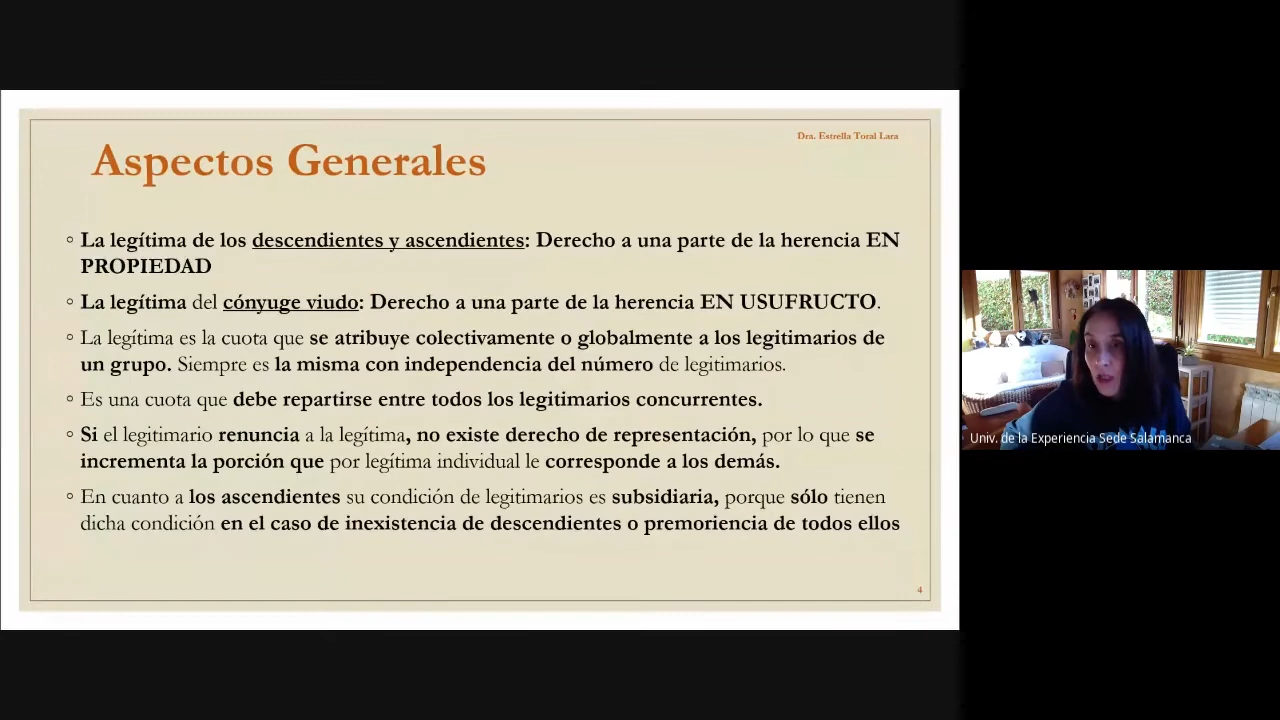 Dra. Estrella Toral Lara
Aspectos Generales
◦ La legítima de los descendientes y ascendientes: Derecho a una parte de la herencia EN
PROPIEDAD
◦ La legítima del cónyuge viudo: Derecho a una parte de la herencia EN USUFRUCTO.
◦ La legítima es la cuota que se atribuye colectivamente o globalmente a los legitimarios de
un grupo. Siempre es la misma con independencia del número de legitimarios.
◦ Es una cuota que debe repartirse entre todos los legitimarios concurrentes.
◦ Si el legitimario renuncia a la legítima, no existe derecho de representación, por lo que se
incrementa la porción que por legítima individual le corresponde a los demás.
◦ En cuanto a los ascendientes su condición de legitimarios es subsidiaria, porque sólo tienen
dicha condición en el caso de inexistencia de descendientes o premoriencia de todos ellos
4
Univ. de la Experiencia Sede Salamanca